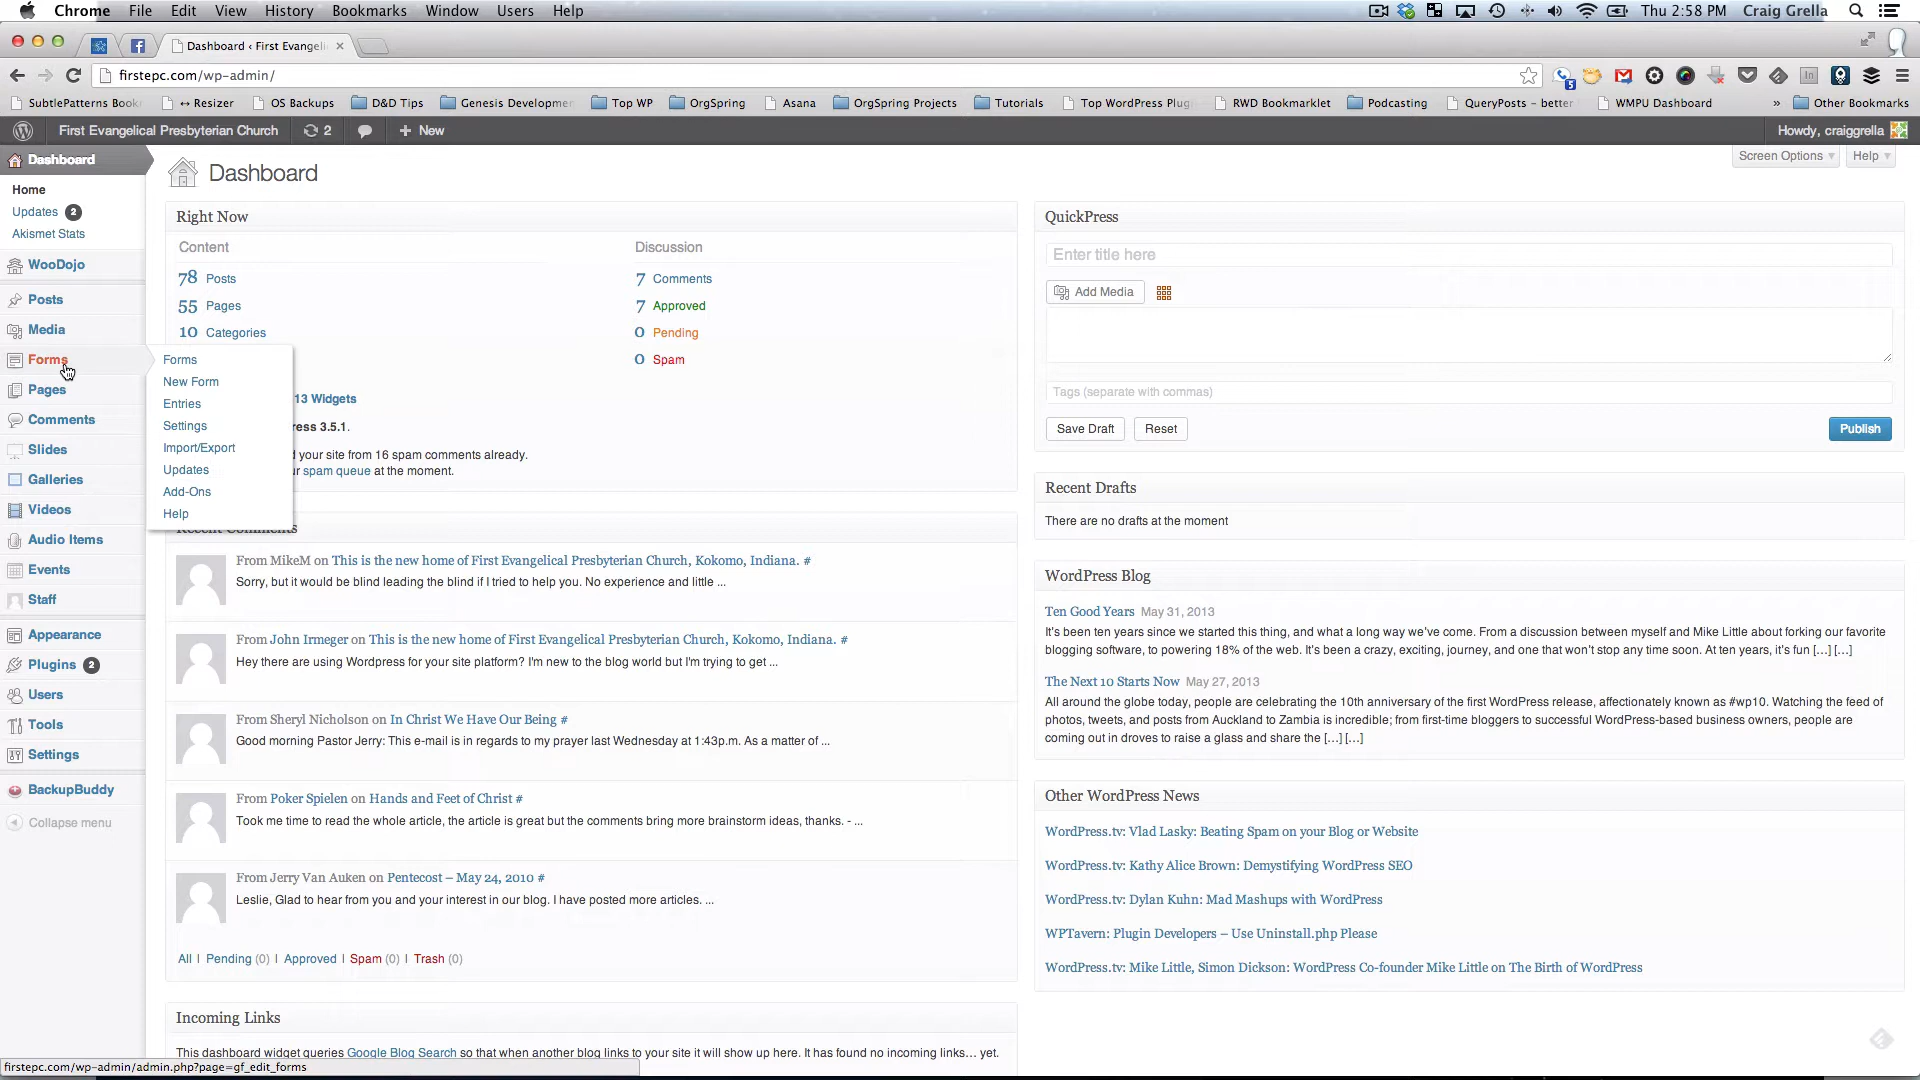 Chrome File Edit View History Bookmarks Window Users Help Thu 2:58 PM Craig Grella
Dashboard ‹ First Evangeli
firstepc.com/wp-admin/
SubtlePatterns Book ↔ Resizer OS Backups D&D Tips Genesis Developme Top WP OrgSpring Asana OrgSpring Projects Tutorials Top WordPress Plug RWD Bookmarklet Podcasting QueryPosts – better WMPU Dashboard » Other Bookmarks
First Evangelical Presbyterian Church 2 + New Howdy, craiggrella
Screen Options Help
Dashboard
Home
Updates 2
Akismet Stats
WooDojo
Posts
Media
Forms
Pages
Comments
Slides
Galleries
Videos
Audio Items
Events
Staff
Appearance
Plugins 2
Users
Tools
Settings
BackupBuddy
Collapse menu
Forms
New Form
Entries
Settings
Import/Export
Updates
Add-Ons
Help
Dashboard
Right Now
Content
78 Posts
55 Pages
10 Categories
Discussion
7 Comments
7 Approved
0 Pending
0 Spam
13 Widgets
ress 3.5.1.
d your site from 16 spam comments already.
ur spam queue at the moment.
Recent Comments
From MikeM on This is the new home of First Evangelical Presbyterian Church, Kokomo, Indiana. #
Sorry, but it would be blind leading the blind if I tried to help you. No experience and little ...
From John Irmeger on This is the new home of First Evangelical Presbyterian Church, Kokomo, Indiana. #
Hey there are using Wordpress for your site platform? I'm new to the blog world but I'm trying to get ...
From Sheryl Nicholson on In Christ We Have Our Being #
Good morning Pastor Jerry: This e-mail is in regards to my prayer last Wednesday at 1:43p.m. As a matter of ...
From Poker Spielen on Hands and Feet of Christ #
Took me time to read the whole article, the article is great but the comments bring more brainstorm ideas, thanks. - ...
From Jerry Van Auken on Pentecost – May 24, 2010 #
Leslie, Glad to hear from you and your interest in our blog. I have posted more articles. ...
All | Pending (0) | Approved | Spam (0) | Trash (0)
Incoming Links
This dashboard widget queries Google Blog Search so that when another blog links to your site it will show up here. It has found no incoming links… yet.
QuickPress
Enter title here
Add Media
Tags (separate with commas)
Save Draft Reset Publish
Recent Drafts
There are no drafts at the moment
WordPress Blog
Ten Good Years May 31, 2013
It's been ten years since we started this thing, and what a long way we've come. From a discussion between myself and Mike Little about forking our favorite
blogging software, to powering 18% of the web. It's been a crazy, exciting, journey, and one that won't stop any time soon. At ten years, it's fun […] […]
The Next 10 Starts Now May 27, 2013
All around the globe today, people are celebrating the 10th anniversary of the first WordPress release, affectionately known as #wp10. Watching the feed of
photos, tweets, and posts from Auckland to Zambia is incredible; from first-time bloggers to successful WordPress-based business owners, people are
coming out in droves to raise a glass and share the […] […]
Other WordPress News
WordPress.tv: Vlad Lasky: Beating Spam on your Blog or Website
WordPress.tv: Kathy Alice Brown: Demystifying WordPress SEO
WordPress.tv: Dylan Kuhn: Mad Mashups with WordPress
WPTavern: Plugin Developers – Use Uninstall.php Please
WordPress.tv: Mike Little, Simon Dickson: WordPress Co-founder Mike Little on The Birth of WordPress
firstepc.com/wp-admin/admin.php?page=gf_edit_forms